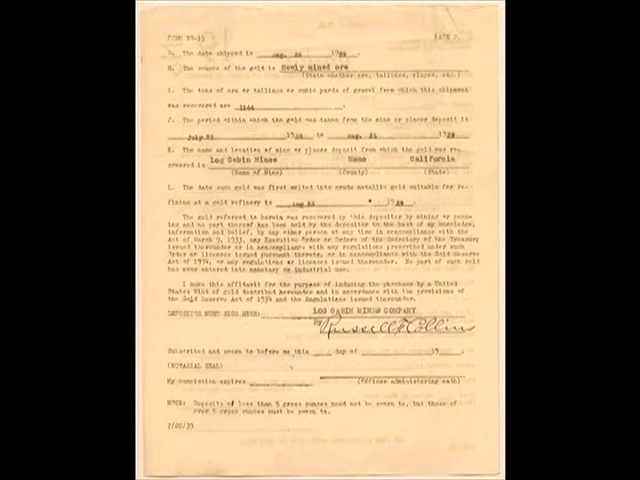 FORM TG-15 PAGE 2.
G. The date shipped is Aug. 25 1939
H. The source of the gold is Newly mined ore
(State whether ore, tailings, placer, etc.)
I. The tons of ore or tailings or cubic yards of gravel from which this shipment
was recovered are 1144
J. The period within which the gold was taken from the mine or placer deposit is
July 25 1939 to Aug. 24 1939
K. The name and location of mine or placer deposit from which the gold was re-
covered is Log Cabin Mines Mono California
(Name of Mine) (County) (State)
L. The date such gold was first melted into crude metallic gold suitable for re-
fining at a gold refinery is Aug 1939
The gold referred to herein was recovered by this depositor by mining or pann-
ing and no part thereof has been held by the depositor to the best of my knowledge,
information and belief, by any other person at any time in noncompliance with the
Act of March 9, 1933, any Executive Order or Orders of the Secretary of the Treasury
issued thereunder or in noncompliance with any regulations prescribed under such
Order or licenses issued pursuant thereto, or in noncompliance with the Gold Reserve
Act of 1934, or any regulations or licenses issued thereunder. No part of such gold
has ever entered into monetary or industrial use.
I make this affidavit for the purpose of inducing the purchase by a United
States Mint of gold described hereunder and in accordance with the provisions of
the Gold Reserve Act of 1934 and the Regulations issued thereunder.
DEPOSITOR MUST SIGN HERE: LOG CABIN MINES COMPANY
By Russell F Collins
Subscribed and sworn to before me this day of 19
(NOTARIAL SEAL)
My commission expires (Officer administering oath)
NOTE: Deposits of less than 5 gross ounces need not be sworn to, but those of
over 5 gross ounces must be sworn to.
7/20/35